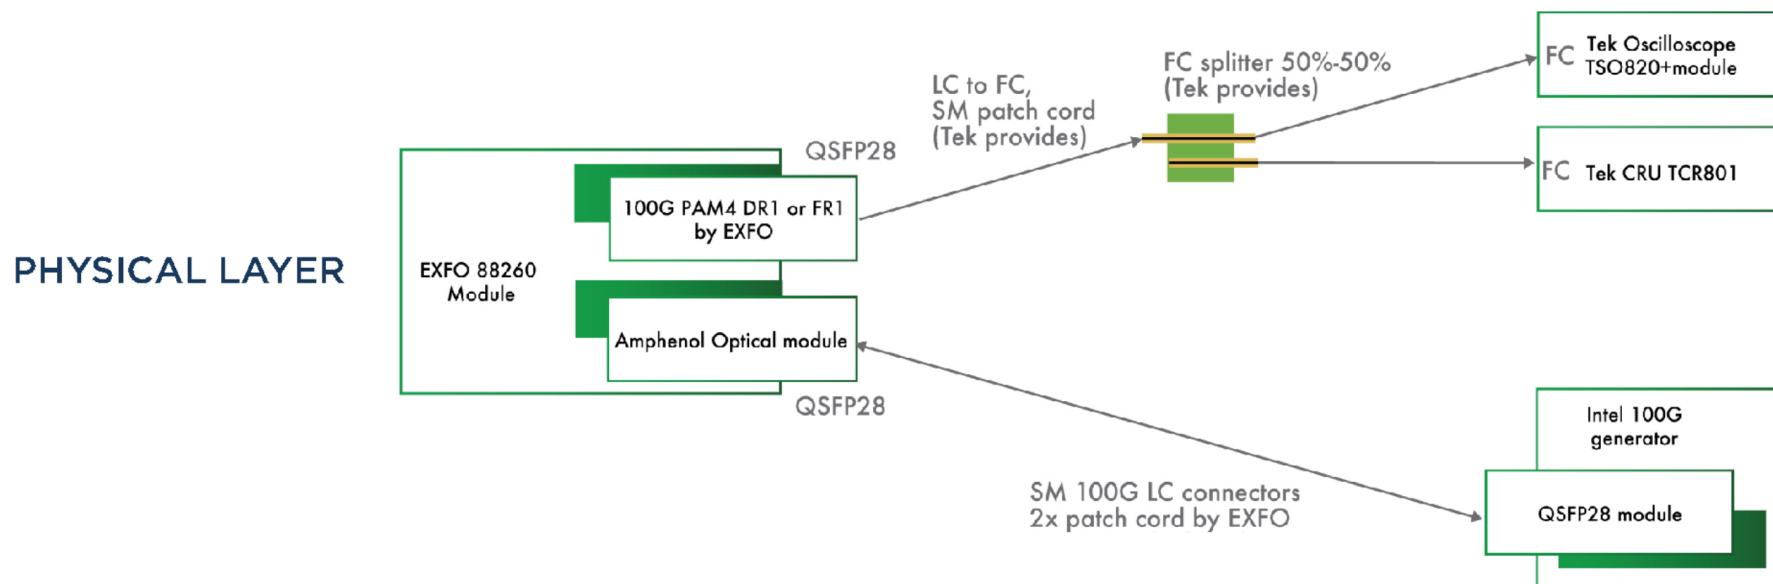 PHYSICAL LAYER
EXFO 88260
Module
QSFP28
100G PAM4 DR1 or FR1
by EXFO
Amphenol Optical module
QSFP28
LC to FC,
SM patch cord
(Tek provides)
FC splitter 50%-50%
(Tek provides)
FC
Tek Oscilloscope
TSO820+module
FC
Tek CRU TCR801
SM 100G LC connectors
2x patch cord by EXFO
Intel 100G
generator
QSFP28 module